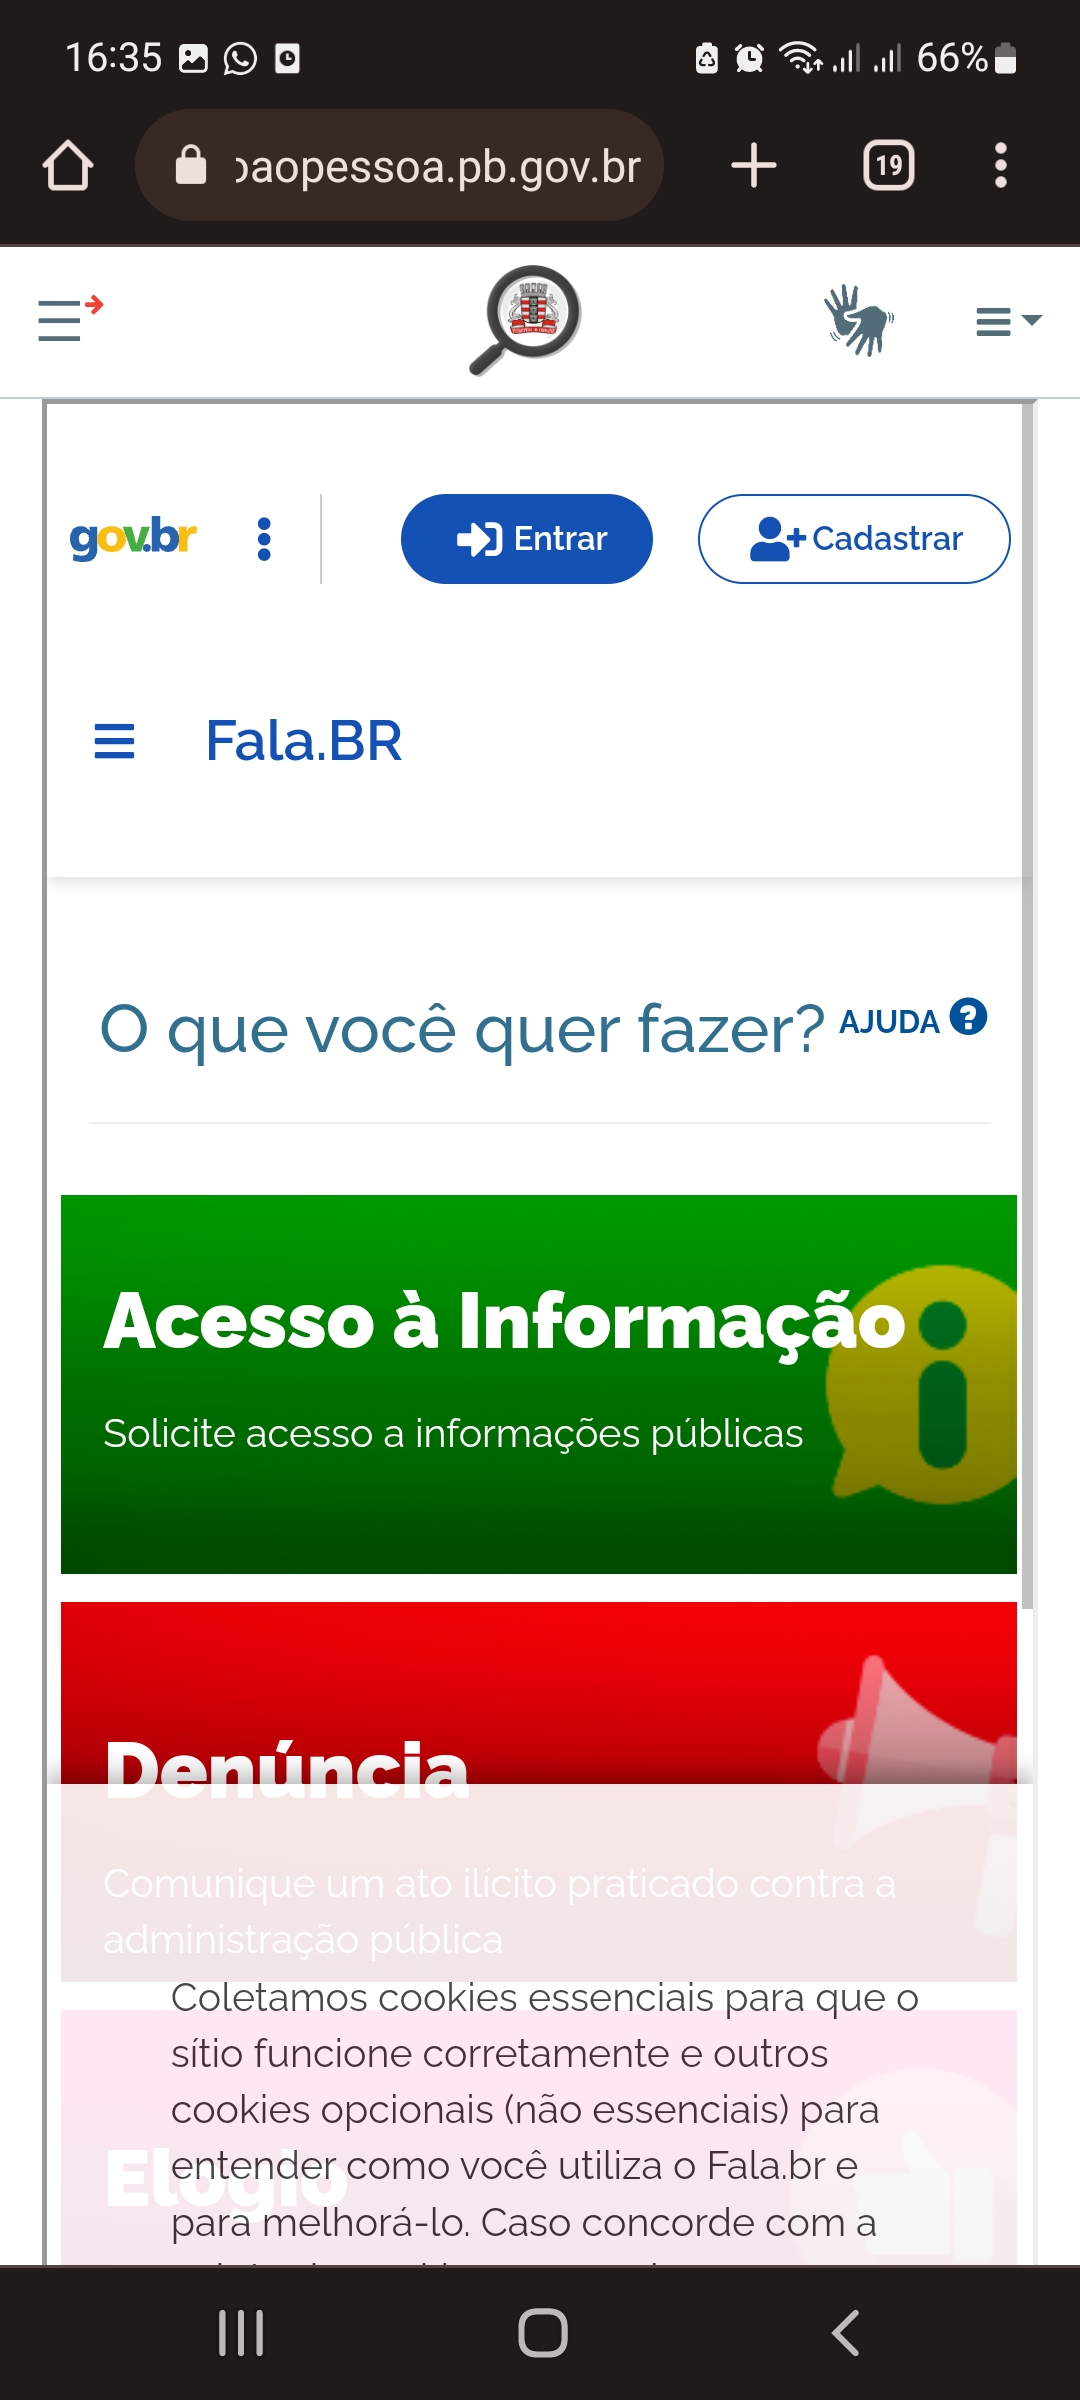 16:35
66%
oaopessoa.pb.gov.br
19
gov.br
Entrar
Cadastrar
Fala.BR
O que você quer fazer?
AJUDA
Acesso à Informação
Solicite acesso a informações públicas
Denúncia
Comunique um ato ilícito praticado contra a
administração pública
Coletamos cookies essenciais para que o
sítio funcione corretamente e outros
cookies opcionais (não essenciais) para
Elogio
entender como você utiliza o Fala.br e
para melhorá-lo. Caso concorde com a